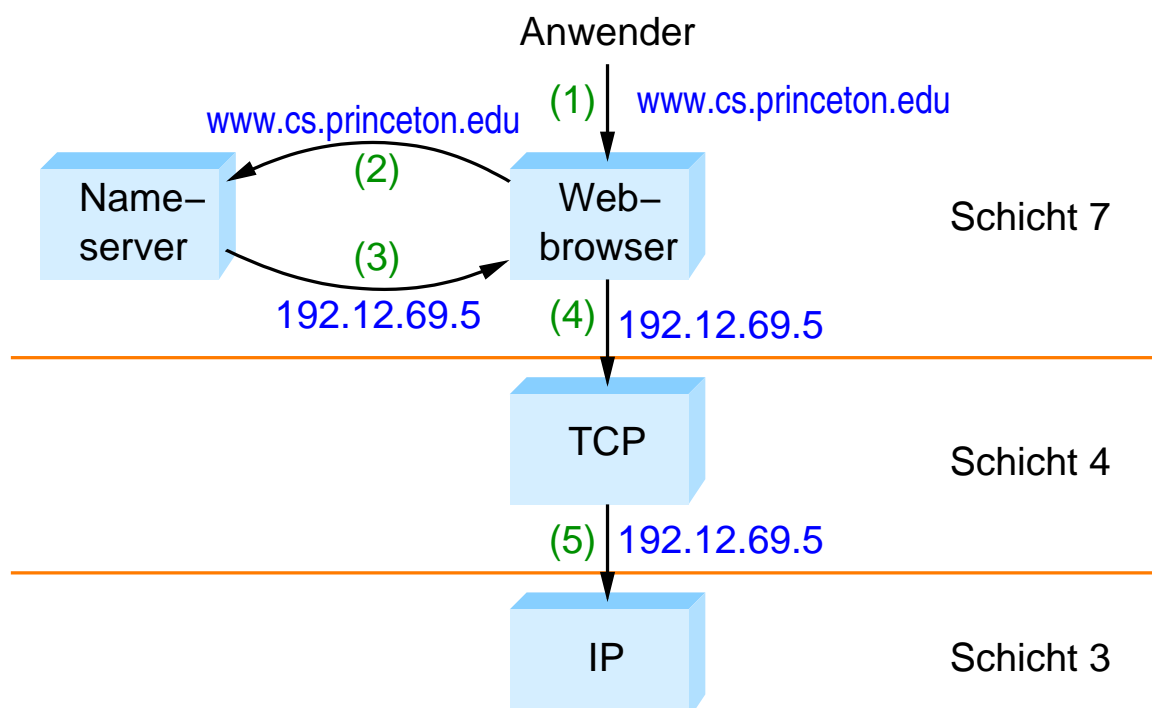 Anwender
(1) www.cs.princeton.edu
www.cs.princeton.edu
(2)
Name–
server
Web–
browser
Schicht 7
(3)
192.12.69.5
(4) 192.12.69.5
TCP
Schicht 4
(5) 192.12.69.5
IP
Schicht 3